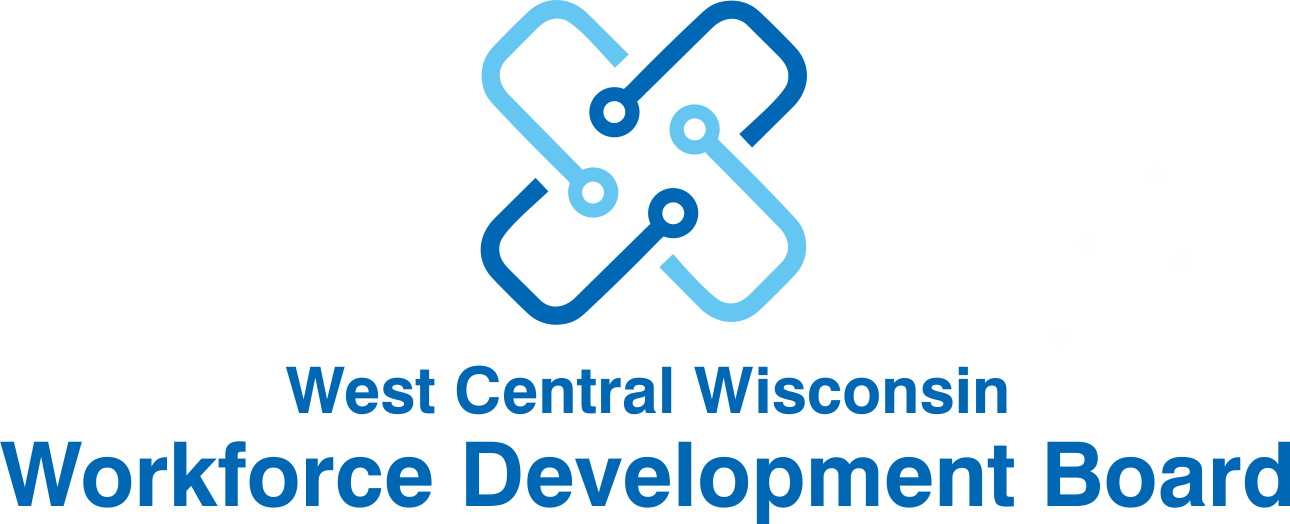 West Central Wisconsin
Workforce Development Board